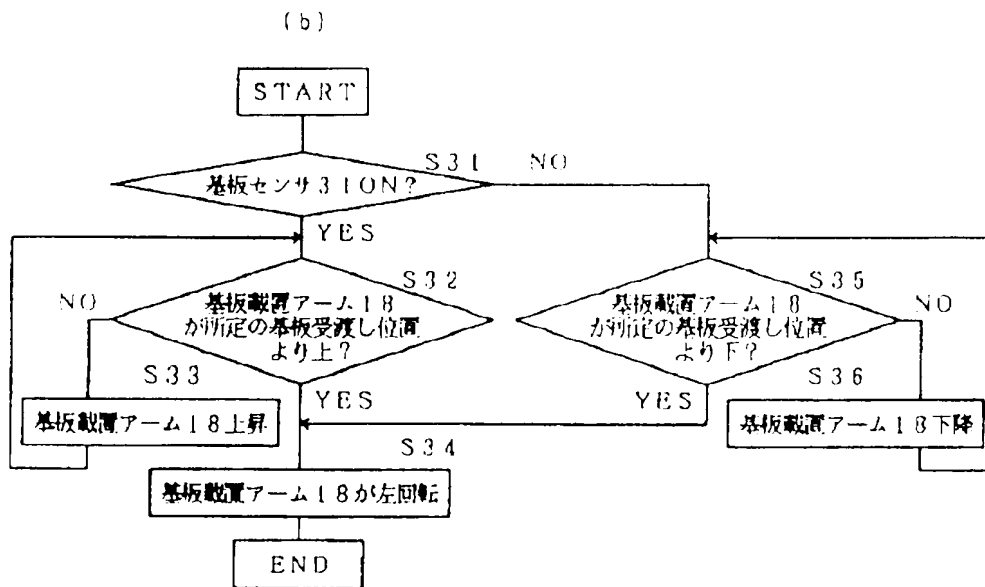 (b)
START
S31
NO
基板センサ31ON?
YES
S32
NO
基板載置アーム18
が所定の基板受渡し位置
より上?
S33
YES
基板載置アーム18上昇
S35
NO
基板載置アーム18
が所定の基板受渡し位置
より下?
S36
YES
基板載置アーム18下降
S34
基板載置アーム18が左回転
END